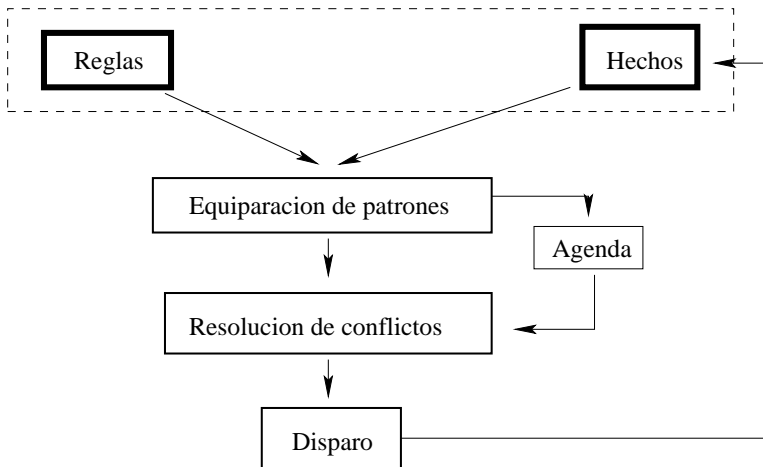 Reglas
Hechos
Equiparacion de patrones
Agenda
Resolucion de conflictos
Disparo